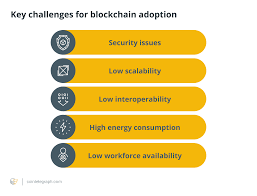 Key challenges for blockchain adoption
Security issues
Low scalability
Low interoperability
High energy consumption
Low workforce availability